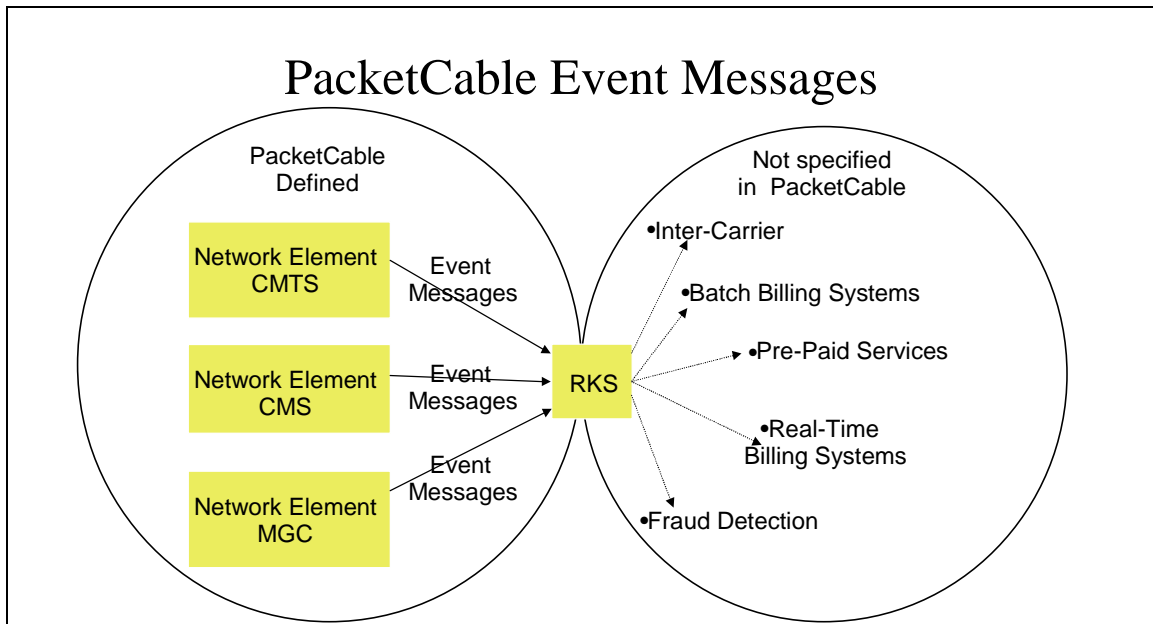 PacketCable Event Messages
PacketCable
Defined
Network Element
CMTS
Event
Messages
Network Element
CMS
Event
Messages
Network Element
MGC
Event
Messages
RKS
Not specified
in PacketCable
•Inter-Carrier
•Batch Billing Systems
•Pre-Paid Services
•Real-Time
Billing Systems
•Fraud Detection